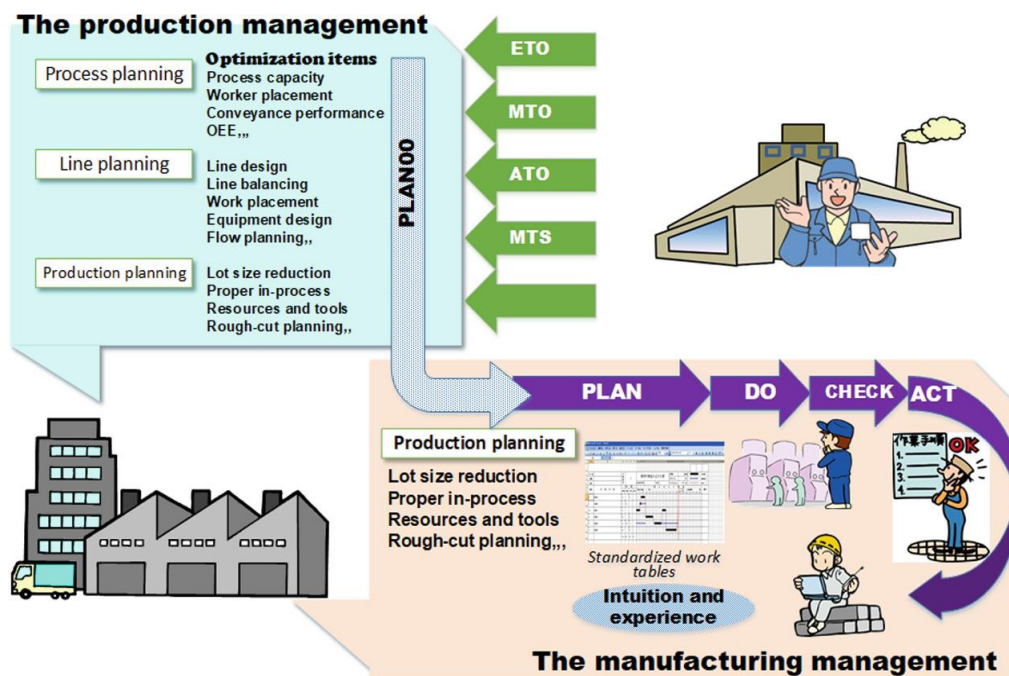 The production management
Process planning
Optimization items
Process capacity
Worker placement
Conveyance performance
OEE,,,
Line planning
Line design
Line balancing
Work placement
Equipment design
Flow planning,,
Production planning
Lot size reduction
Proper in-process
Resources and tools
Rough-cut planning,,
PLAN00
ETO
MTO
ATO
MTS
PLAN
DO
CHECK
ACT
Production planning
Lot size reduction
Proper in-process
Resources and tools
Rough-cut planning,,,
Standardized work
tables
Intuition and
experience
OK
1.
2.
3.
4.
The manufacturing management